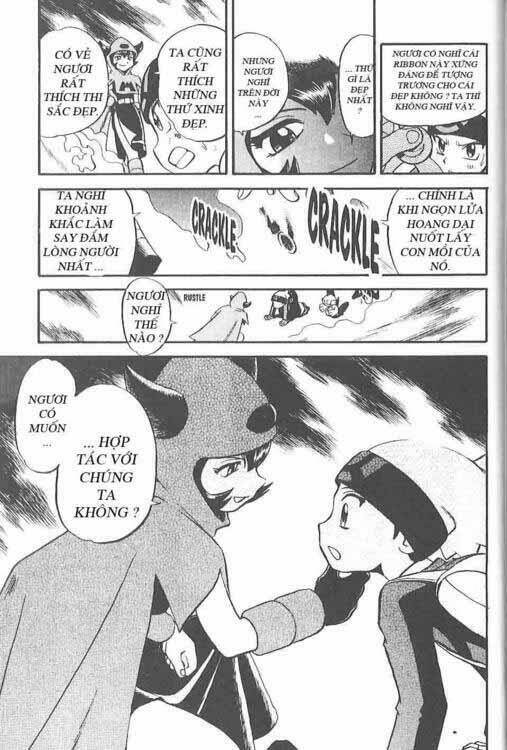 NGƯƠI CÓ NGHĨ CÁI
RIBBON NÀY XỨNG
ĐÁNG ĐỂ TƯỢNG
TRƯNG CHO CÁI
ĐẸP KHÔNG ? TA THÌ
KHÔNG NGHĨ VẬY.
... THỨ
GÌ LÀ
ĐẸP
NHẤT
?
NHƯNG
NGƯƠI
NGHĨ
TRÊN ĐỜI
NÀY ...
TA CŨNG
RẤT
THÍCH
NHỮNG
THỨ XINH
ĐẸP.
CÓ VẺ
NGƯƠI
RẤT
THÍCH THI
SẮC ĐẸP.
... CHÍNH LÀ
KHI NGỌN LỬA
HOANG DẠI
NUỐT LẤY
CON MỒI CỦA
NÓ.
CRACKLE
CRACKLE
TA NGHĨ
KHOẢNH
KHẮC LÀM
SAY ĐẮM
LÒNG NGƯỜI
NHẤT ...
RUSTLE
NGƯƠI
NGHĨ
THẾ
NÀO ?
NGƯƠI
CÓ
MUỐN
...
... HỢP
TÁC VỚI
CHÚNG
TA
KHÔNG ?